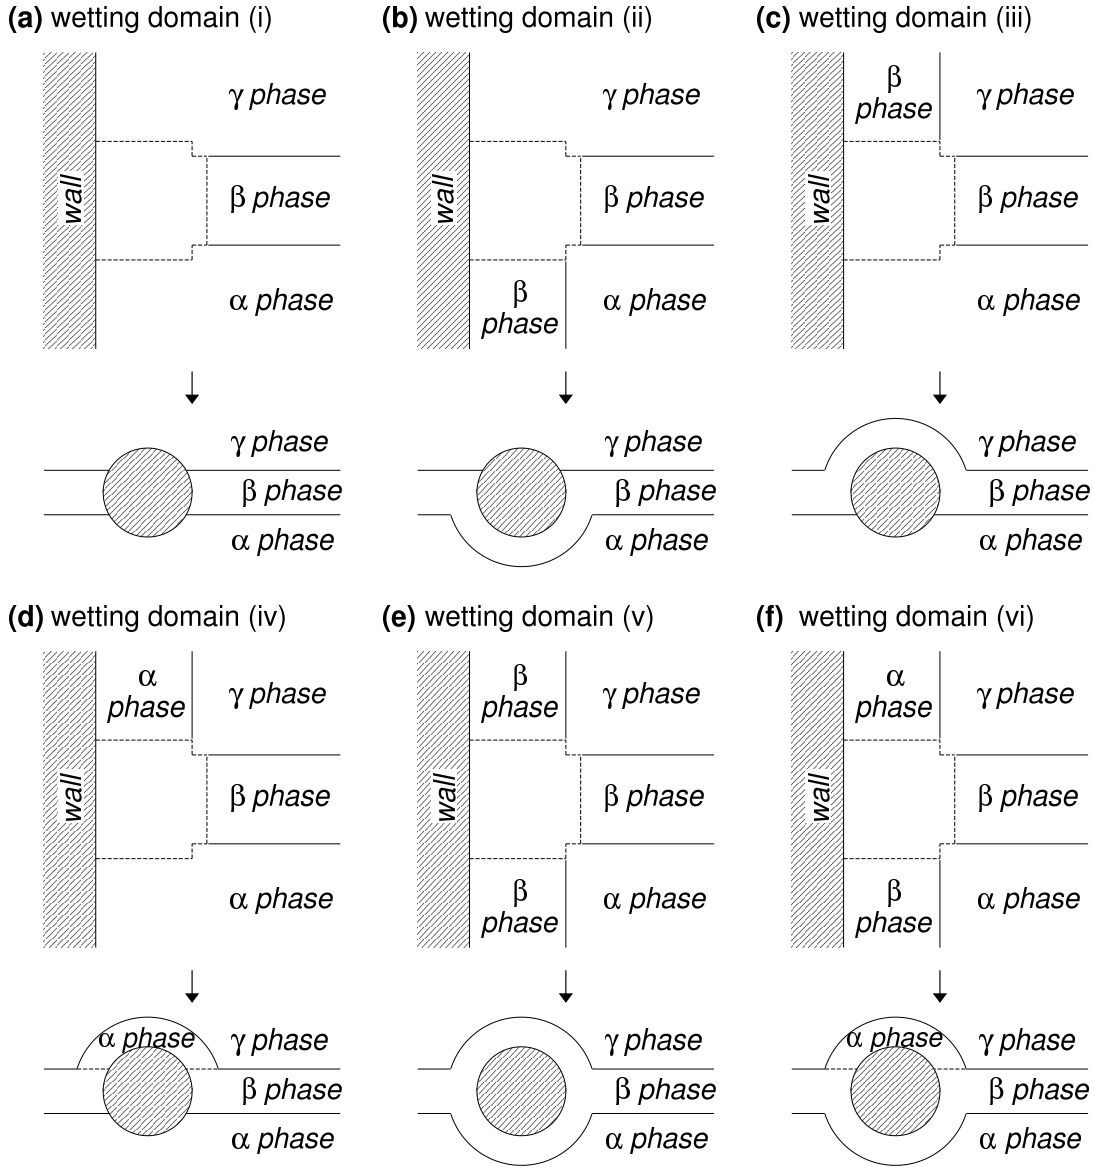 (a) wetting domain (i)
(b) wetting domain (ii)
(c) wetting domain (iii)
γ phase
wall
β phase
α phase
γ phase
wall
β phase
β
phase
α phase
β
phase
γ phase
wall
β phase
α phase
γ phase
β phase
α phase
γ phase
β phase
α phase
γ phase
β phase
α phase
(d) wetting domain (iv)
(e) wetting domain (v)
(f) wetting domain (vi)
α
phase
γ phase
wall
β phase
α phase
β
phase
γ phase
wall
β phase
β
phase
α phase
α
phase
γ phase
wall
β phase
β
phase
α phase
α phase
γ phase
β phase
α phase
γ phase
β phase
α phase
α phase
γ phase
β phase
α phase